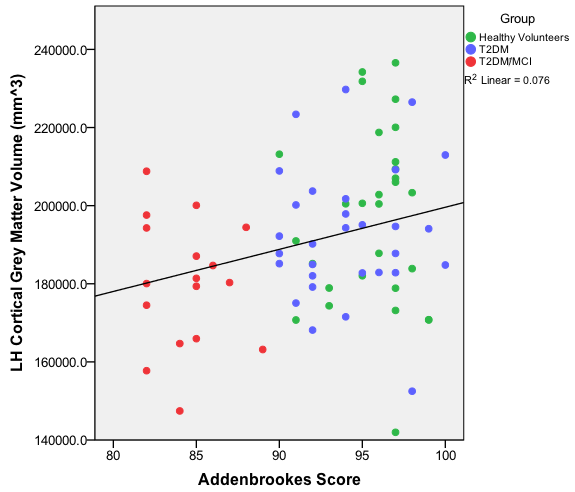 Group
Healthy Volunteers
T2DM
T2DM/MCI
R2 Linear = 0.076
LH Cortical Grey Matter Volume (mm^3)
240000.0
220000.0
200000.0
180000.0
160000.0
140000.0
80 85 90 95 100
Addenbrookes Score